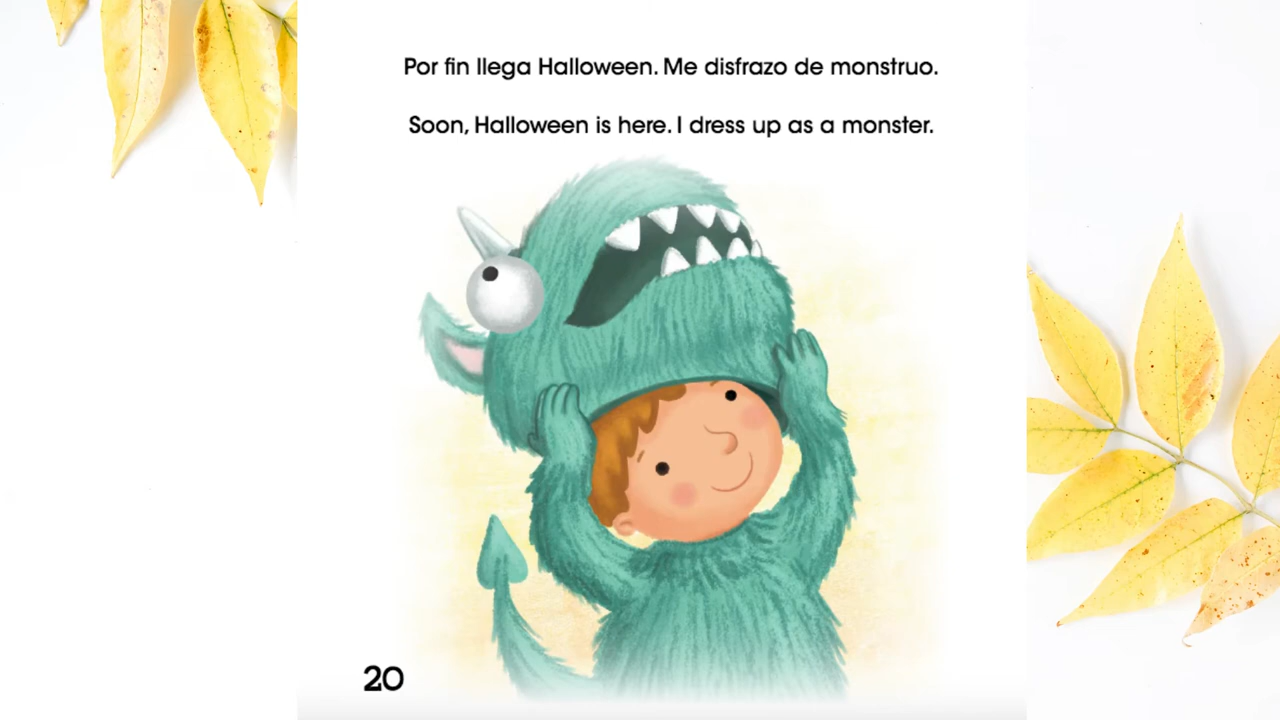 Por fin llega Halloween. Me disfrazo de monstruo.
Soon, Halloween is here. I dress up as a monster.
20